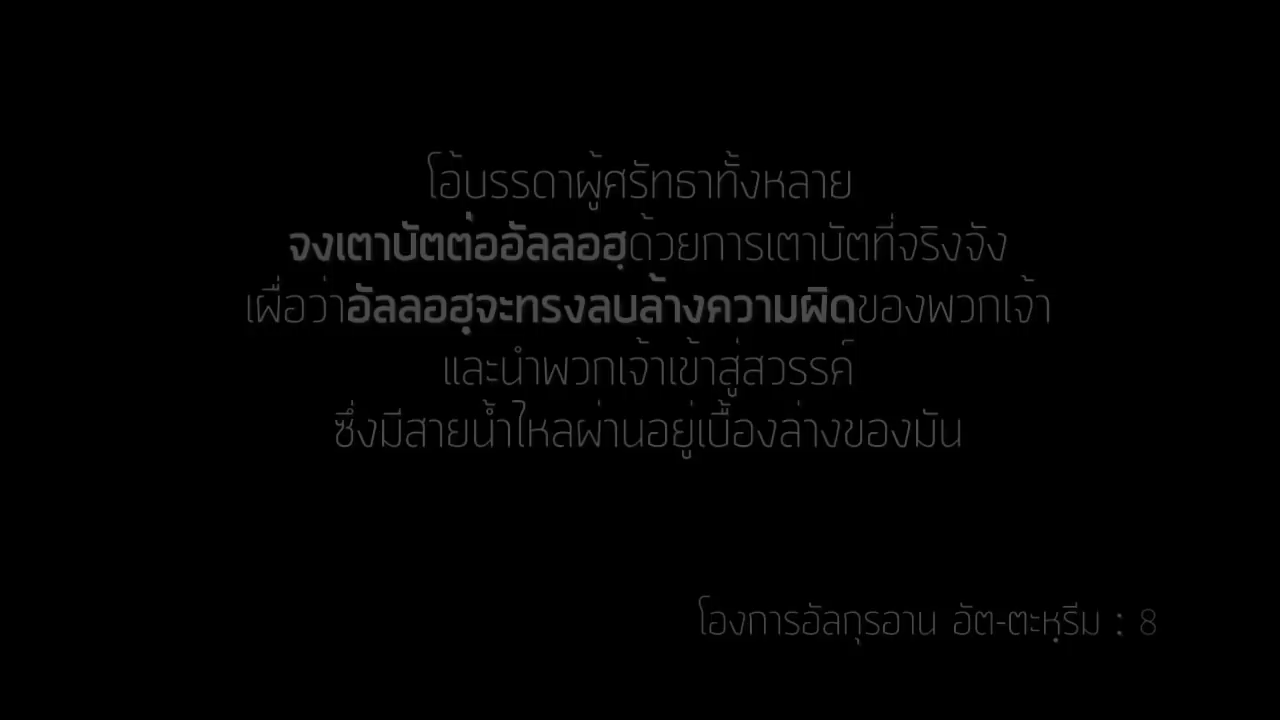 โอ้บรรดาผู้ศรัทธาทั้งหลาย
จงเตาบัตต่ออัลลอฮฺด้วยการเตาบัตที่จริงจัง
เผื่อว่าอัลลอฮฺจะทรงลบล้างความผิดของพวกเจ้า
และนำพวกเจ้าเข้าสู่สวรรค์
ซึ่งมีสายน้ำไหลผ่านอยู่เบื้องล่างของมัน
โองการอัลกุรอาน อัต-ตะหฺรีม : 8